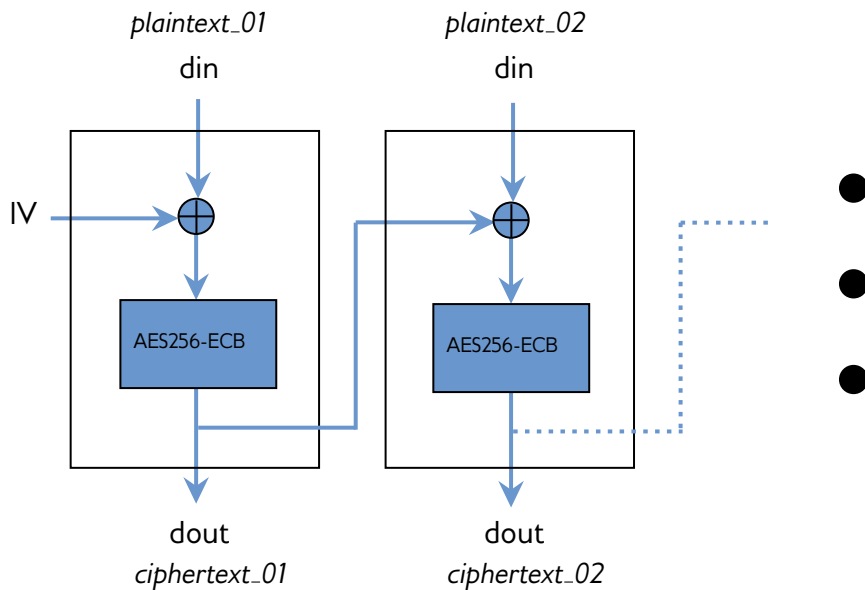 plaintext_01
plaintext_02
din
din
IV
AES256-ECB
AES256-ECB
dout
dout
ciphertext_01
ciphertext_02